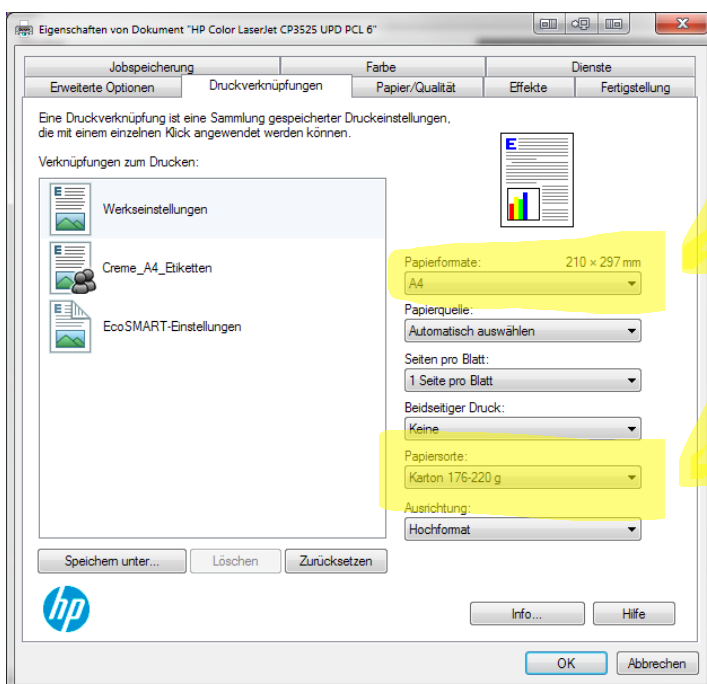 Eigenschaften von Dokument "HP Color LaserJet CP3525 UPD PCL 6"
Jobspeicherung
Farbe
Dienste
Erweiterte Optionen
Druckverknüpfungen
Papier/Qualität
Effekte
Fertigstellung
Eine Druckverknüpfung ist eine Sammlung gespeicherter Druckeinstellungen,
die mit einem einzelnen Klick angewendet werden können.
Verknüpfungen zum Drucken:
Werkseinstellungen
Creme_A4_Etiketten
EcoSMART-Einstellungen
E
E
E
E
Papierformate: 210 × 297 mm
A4
Papierquelle:
Automatisch auswählen
Seiten pro Blatt:
1 Seite pro Blatt
Beidseitiger Druck:
Keine
Papiersorte:
Karton 176-220 g
Ausrichtung:
Hochformat
Speichern unter...
Löschen
Zurücksetzen
hp
Info...
Hilfe
OK
Abbrechen